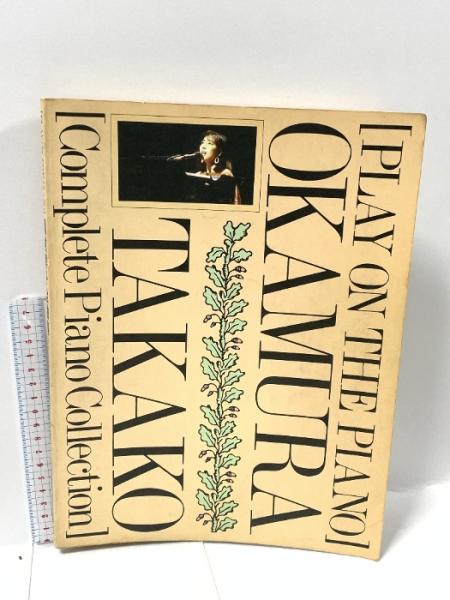 [PLAY ON THE PIANO]
OKAMURA
TAKAKO
[Complete Piano Collection]